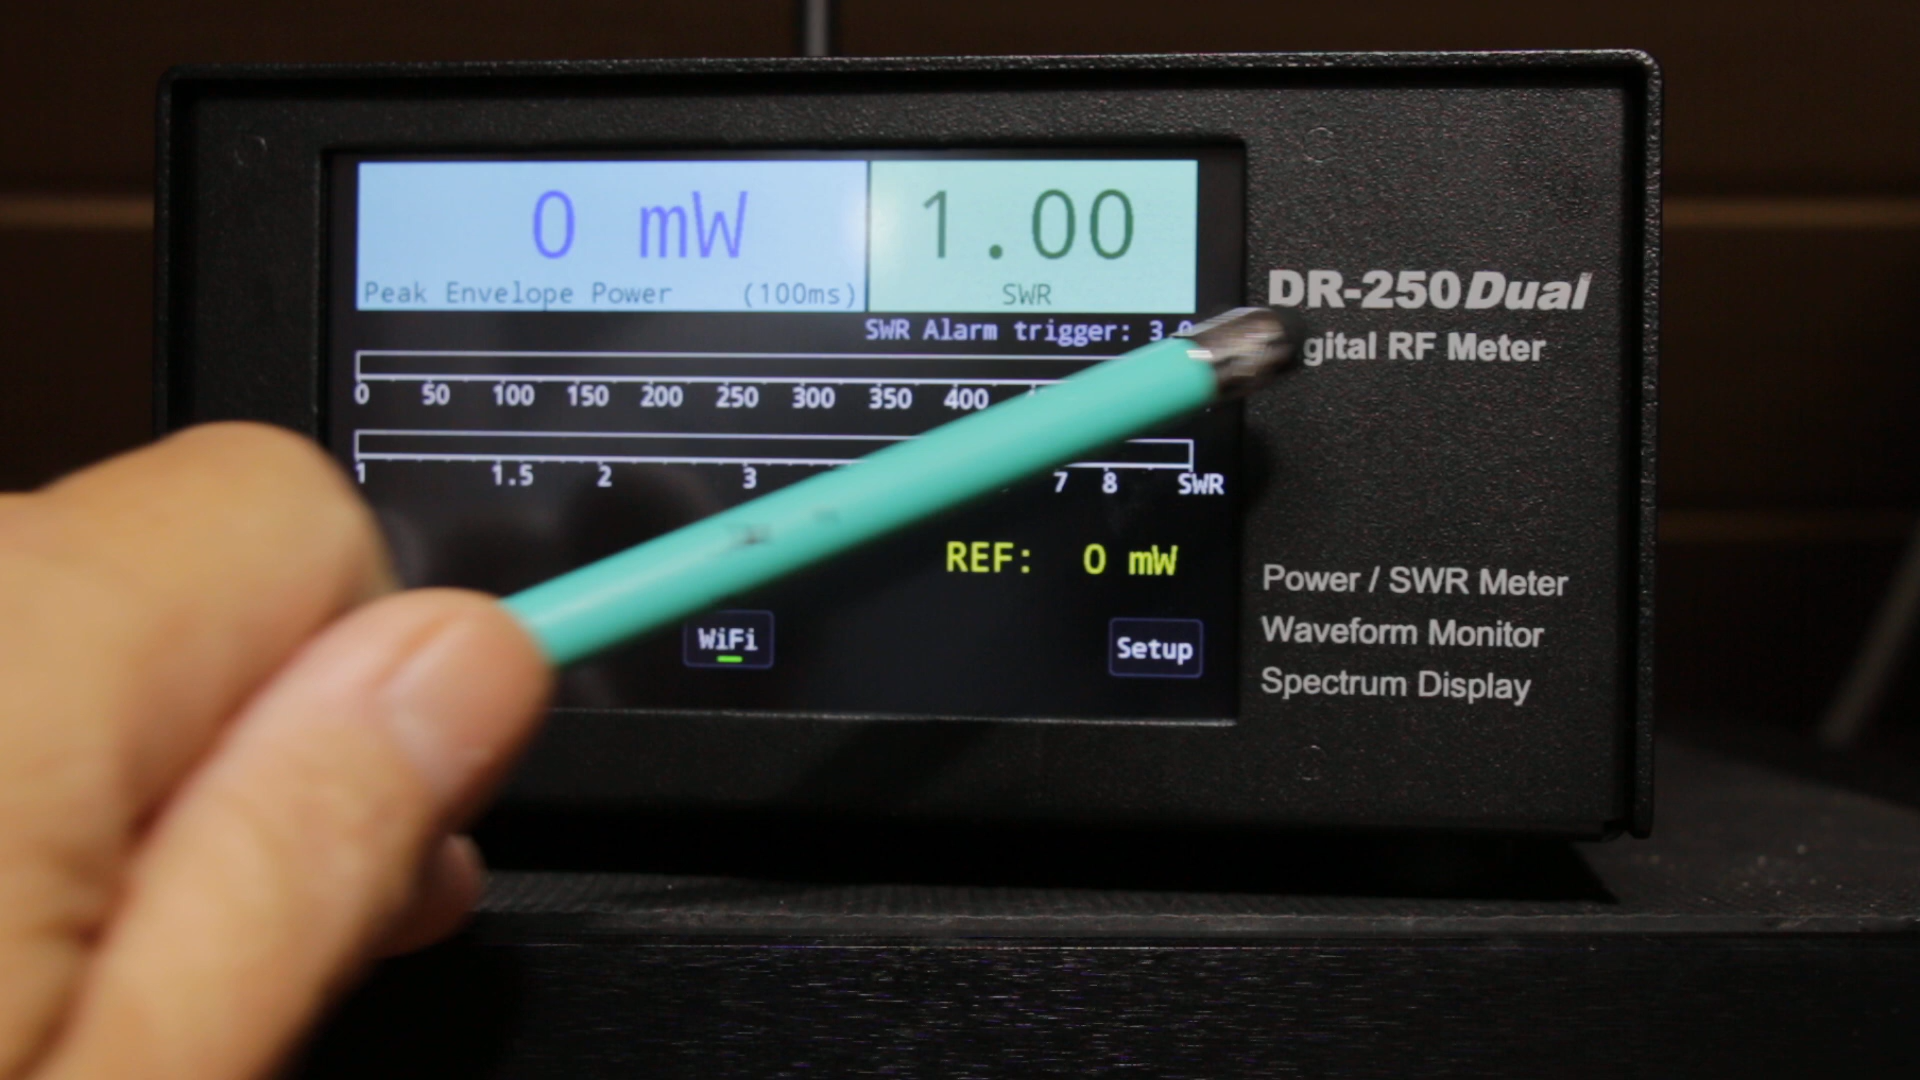 0 mW
Peak Envelope Power (100ms)
1.00
SWR
SWR Alarm trigger:
0 50 100 150 200 250 300 350 400
1 1.5 2 3 7 8 SWR
REF: 0 mW
WiFi
Setup
DR-250Dual
RF Meter
Power / SWR Meter
Waveform Monitor
Spectrum Display